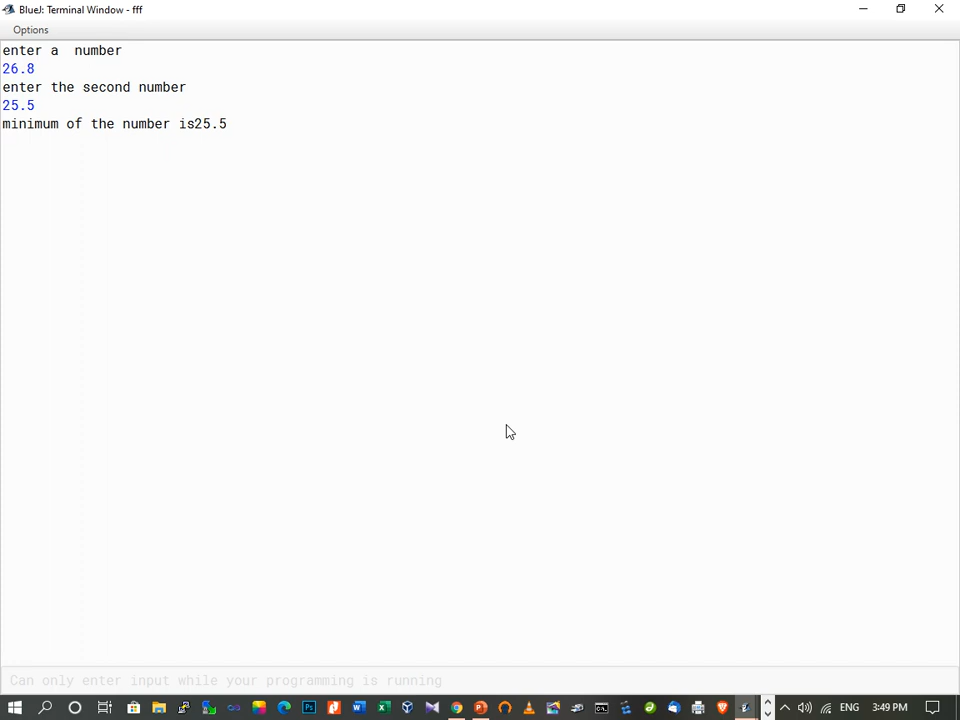 BlueJ: Terminal Window - fff
Options
enter a  number
26.8
enter the second number
25.5
minimum of the number is25.5
Can only enter input while your programming is running
ENG
3:49 PM